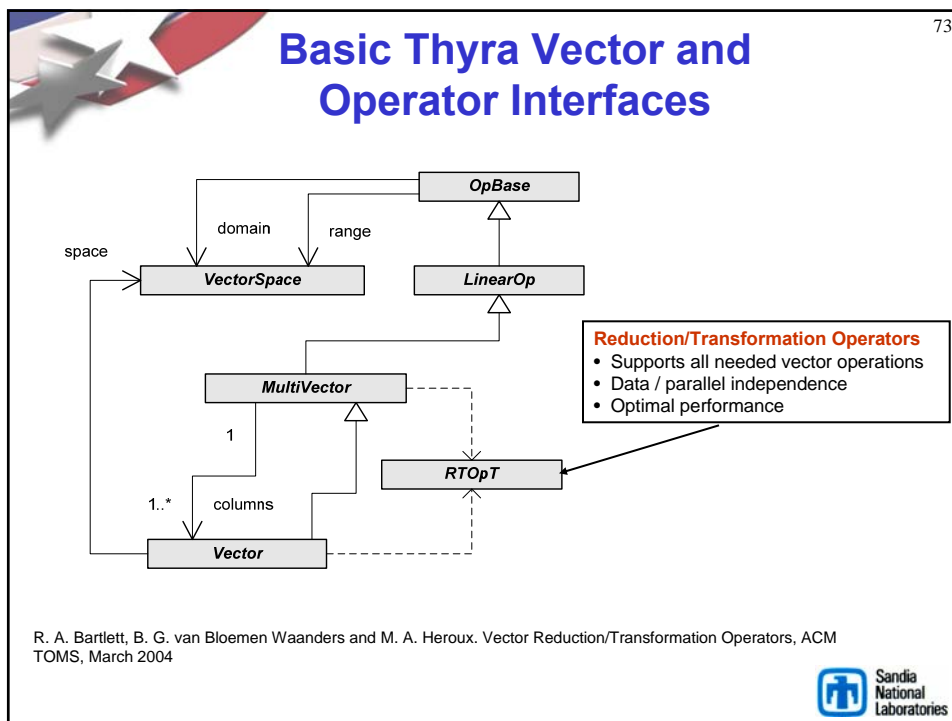 73
Basic Thyra Vector and
Operator Interfaces
OpBase
domain
range
space
VectorSpace
LinearOp
Reduction/Transformation Operators
• Supports all needed vector operations
• Data / parallel independence
• Optimal performance
MultiVector
1
RTOpT
1..*
columns
Vector
R. A. Bartlett, B. G. van Bloemen Waanders and M. A. Heroux. Vector Reduction/Transformation Operators, ACM
TOMS, March 2004
Sandia
National
Laboratories